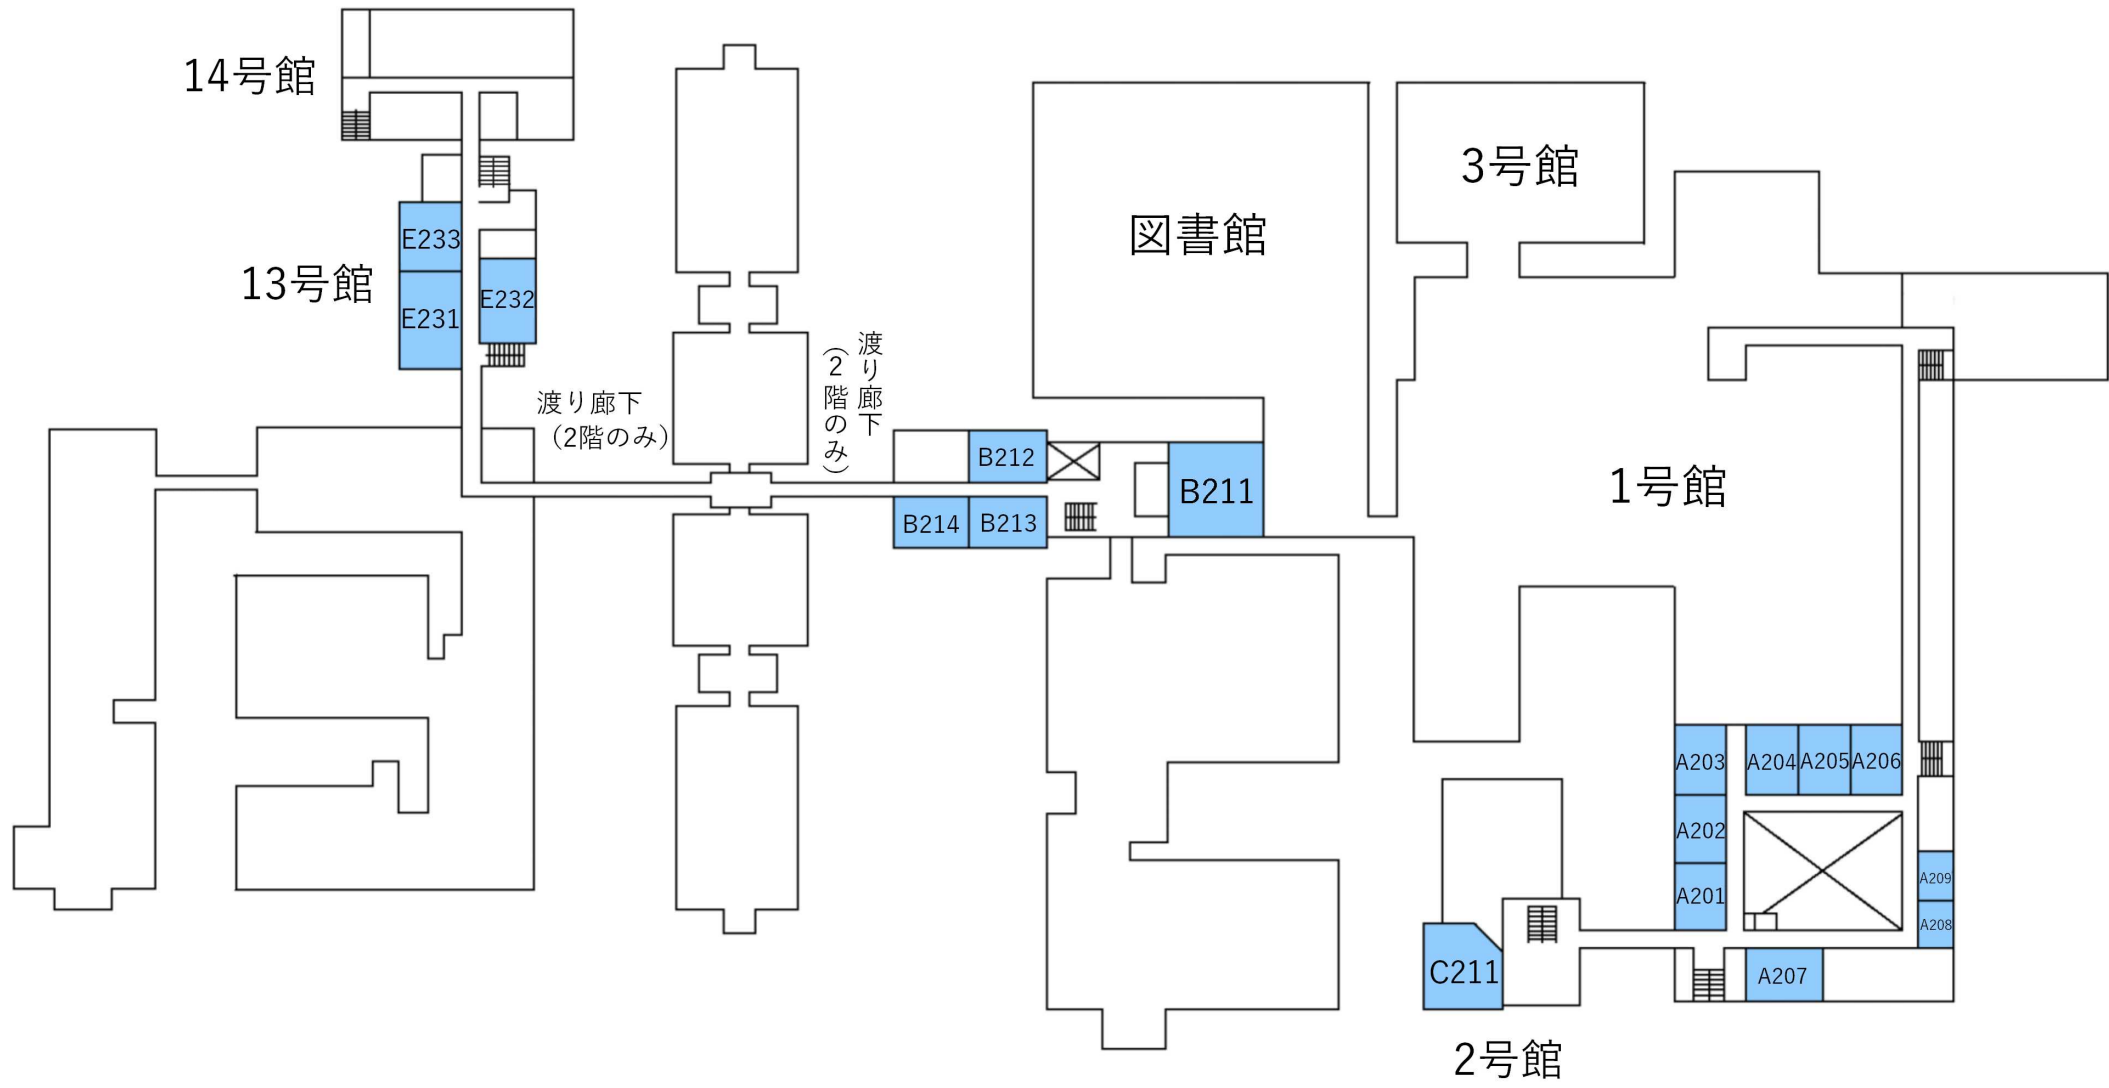 14号館
3号館
図書館
E233
13号館
E232
E231
渡り廊下
（2階のみ）
渡り廊下
（2階のみ）
B212
B211
1号館
B214
B213
A203
A204
A205
A206
A202
A209
A201
A208
C211
A207
2号館